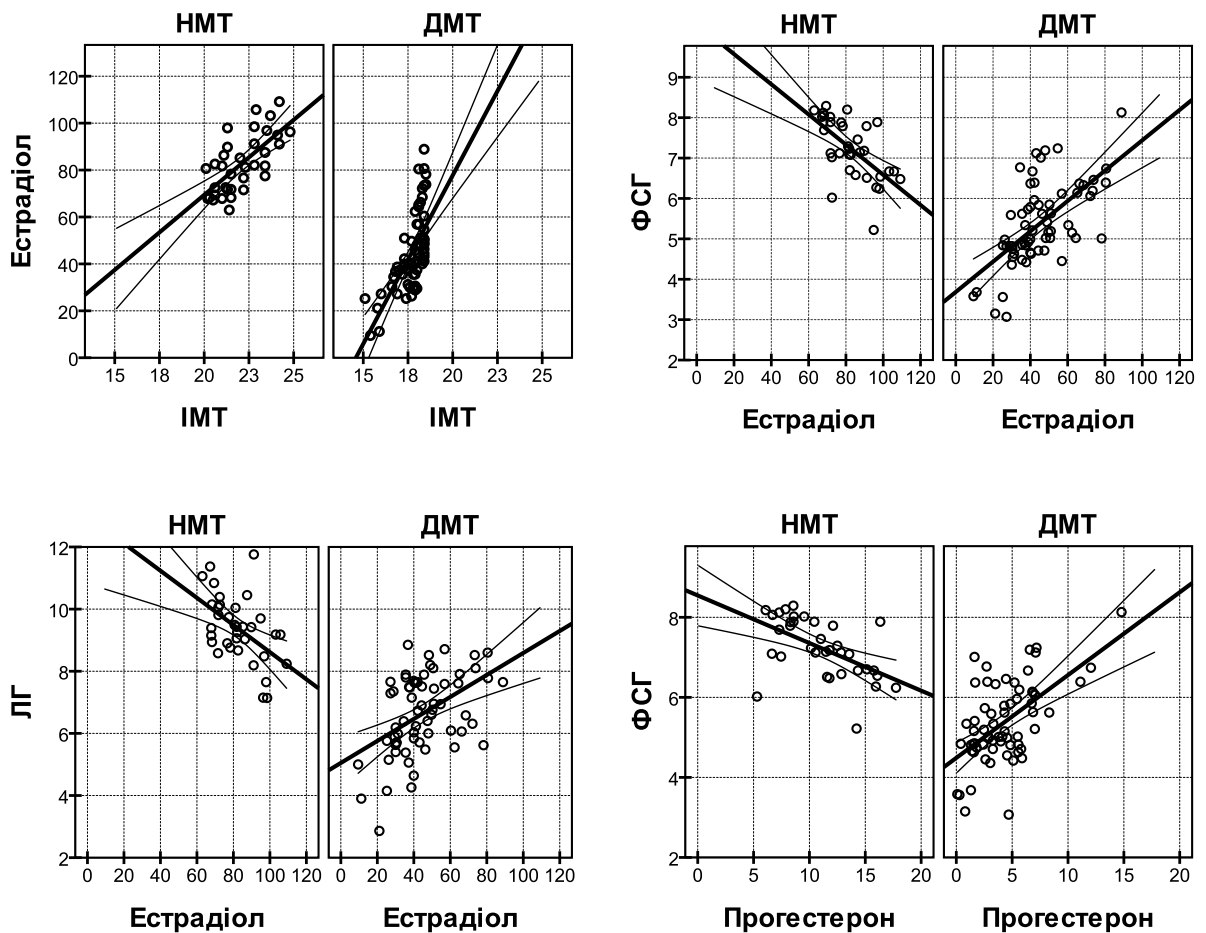 НМТ ДМТ
Естрадіол
120
100
80
60
40
20
0
15 18 20 23 25 15 18 20 23 25
ІМТ ІМТ
НМТ ДМТ
ФСГ
9
8
7
6
5
4
3
2
0 20 40 60 80 100 120 0 20 40 60 80 100 120
Естрадіол Естрадіол
НМТ ДМТ
ЛГ
12
10
8
6
4
2
0 20 40 60 80 100 120 0 20 40 60 80 100 120
Естрадіол Естрадіол
НМТ ДМТ
ФСГ
8
6
4
2
0 5 10 15 20 0 5 10 15 20
Прогестерон Прогестерон